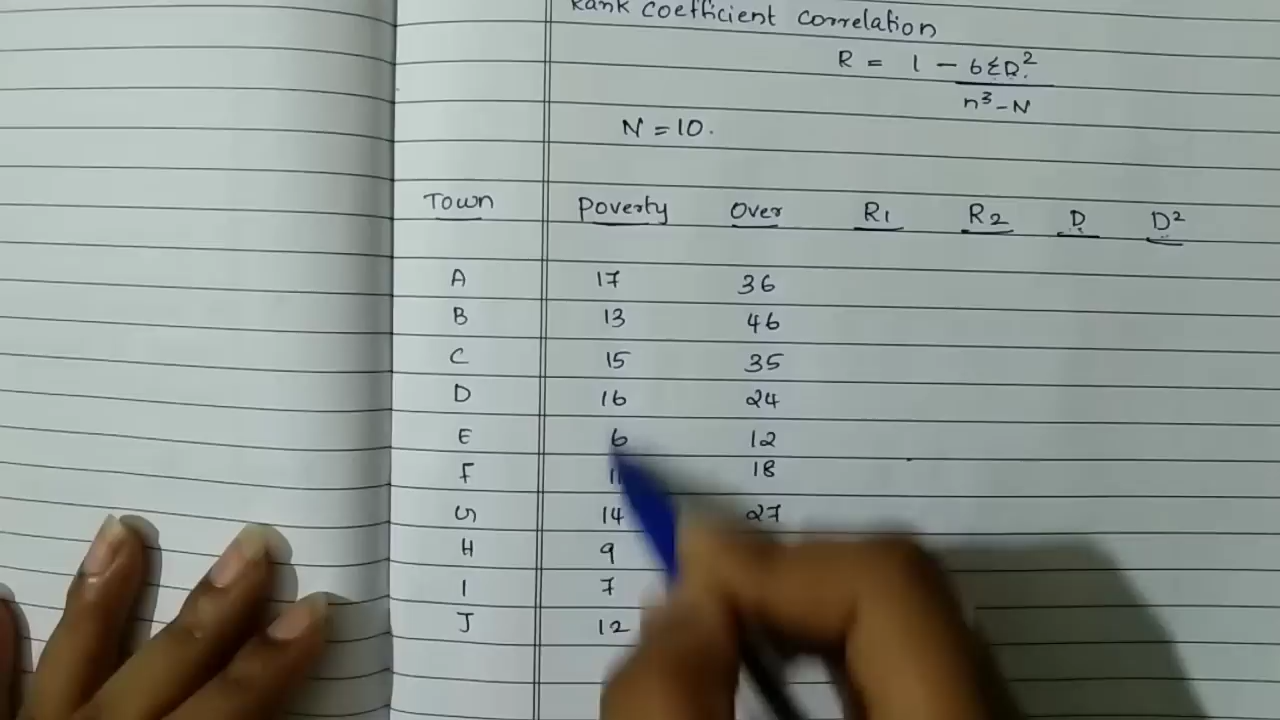 Rank Coefficient Correlation
R = 1 - 6ΣD²
n³-N
N = 10.
Town Poverty Over R1 R2 D D²
A 17 36
B 13 46
C 15 35
D 16 24
E 6 12
F 18
G 14 27
H 9
I 7
J 12